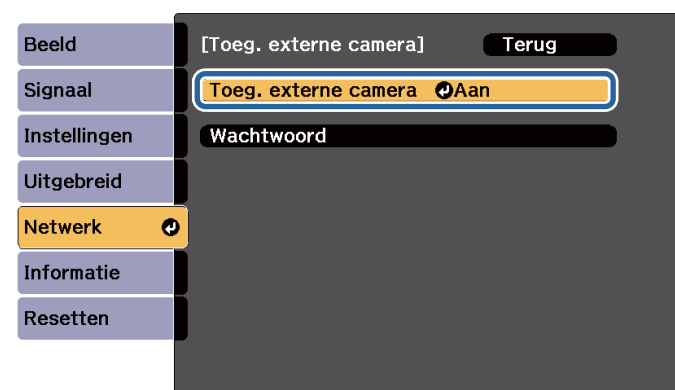 Beeld
Signaal
Instellingen
Uitgebreid
Netwerk
Informatie
Resetten
[Toeg. externe camera] Terug
Toeg. externe camera Aan
Wachtwoord